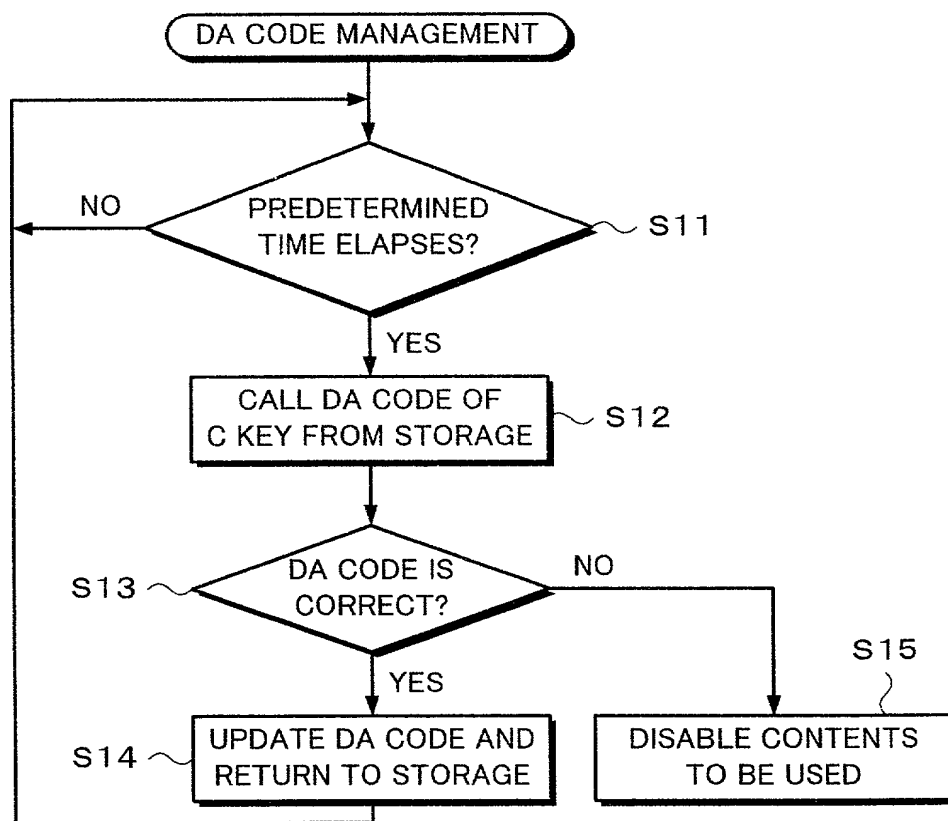 DA CODE MANAGEMENT
NO
PREDETERMINED
TIME ELAPSES?
S11
YES
CALL DA CODE OF
C KEY FROM STORAGE
S12
S13
DA CODE IS
CORRECT?
NO
YES
S15
S14
UPDATE DA CODE AND
RETURN TO STORAGE
DISABLE CONTENTS
TO BE USED